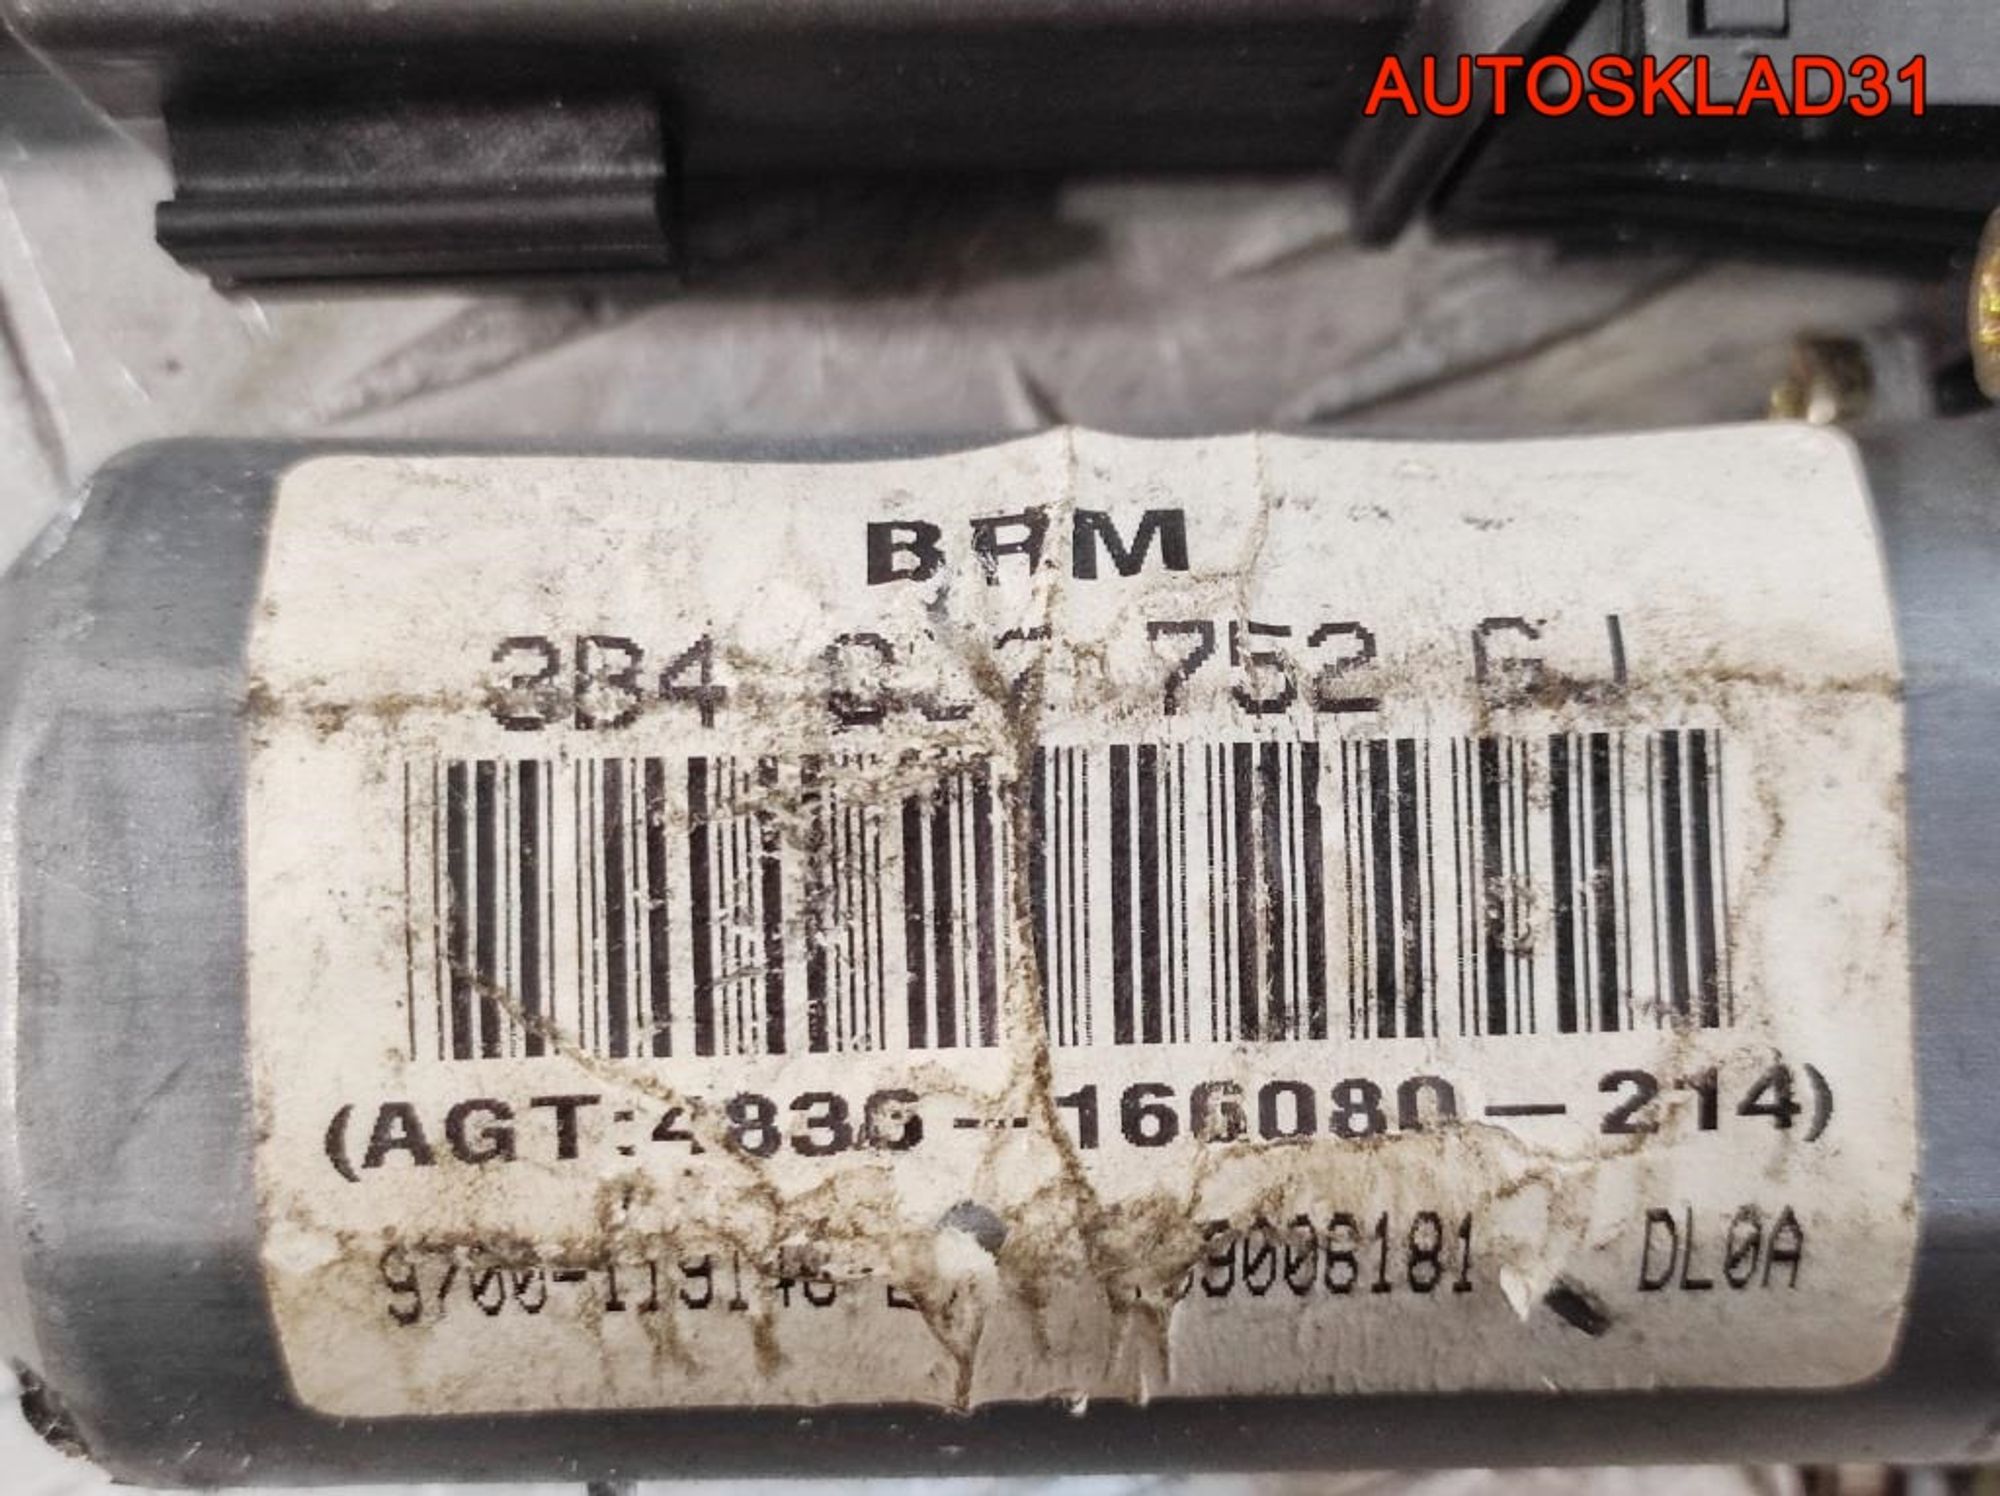 AUTOSKLAD31
BRM
3B4 752 GJ
(AGT:4836-166080-214)
DL0A